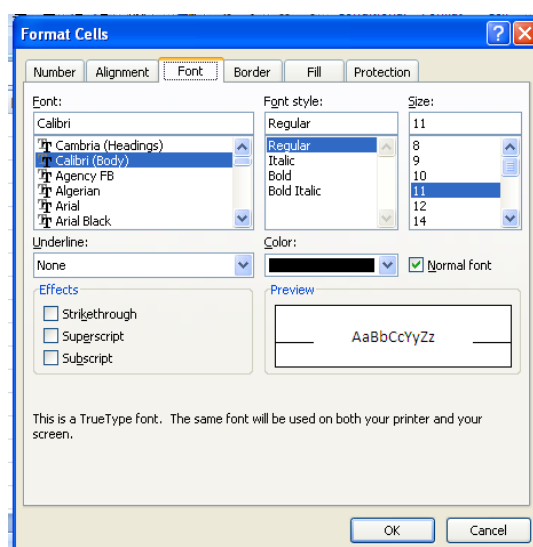 Format Cells
Number Alignment Font Border Fill Protection
Font: Font style: Size:
Calibri Regular 11
Cambria (Headings) Regular 8
Calibri (Body) Italic 9
Agency FB Bold 10
Algerian Bold Italic 11
Arial 12
Arial Black 14
Underline: Color:
None Normal font
Effects Preview
Strikethrough
Superscript AaBbCcYyZz
Subscript
This is a TrueType font. The same font will be used on both your printer and your
screen.
OK Cancel